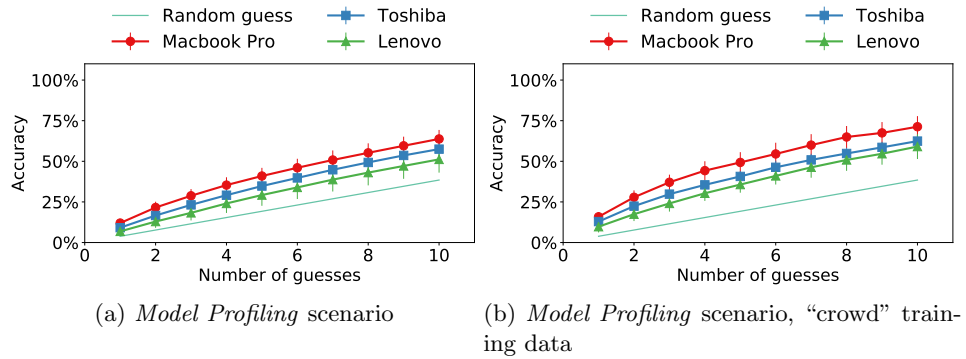 Random guess
Macbook Pro
Toshiba
Lenovo
100%
75%
50%
25%
0%
Accuracy
0 2 4 6 8 10
Number of guesses
(a) Model Profiling scenario
Random guess
Macbook Pro
Toshiba
Lenovo
100%
75%
50%
25%
0%
Accuracy
0 2 4 6 8 10
Number of guesses
(b) Model Profiling scenario, “crowd” train-
ing data